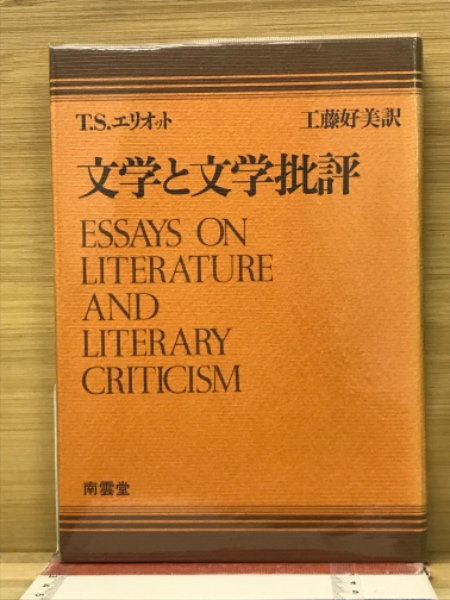 T.S.エリオット 工藤好美訳
文学と文学批評
ESSAYS ON
LITERATURE
AND
LITERARY
CRITICISM
南雲堂